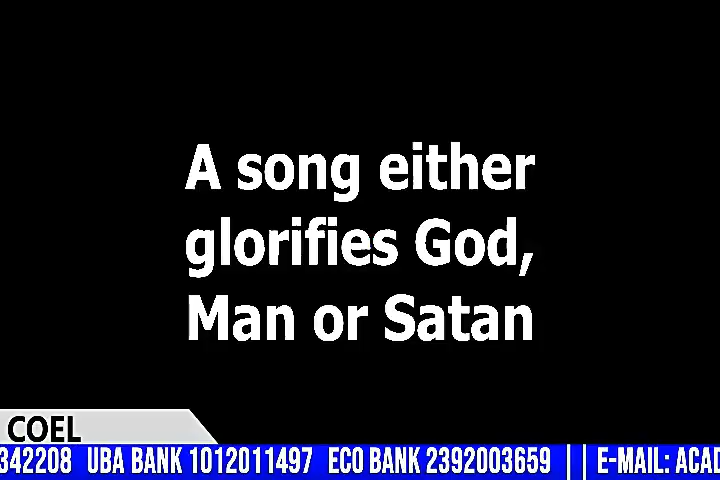 A song either
glorifies God,
Man or Satan
COEL
342208 UBA BANK 1012011497 ECO BANK 2392003659 || E-MAIL: ACAD